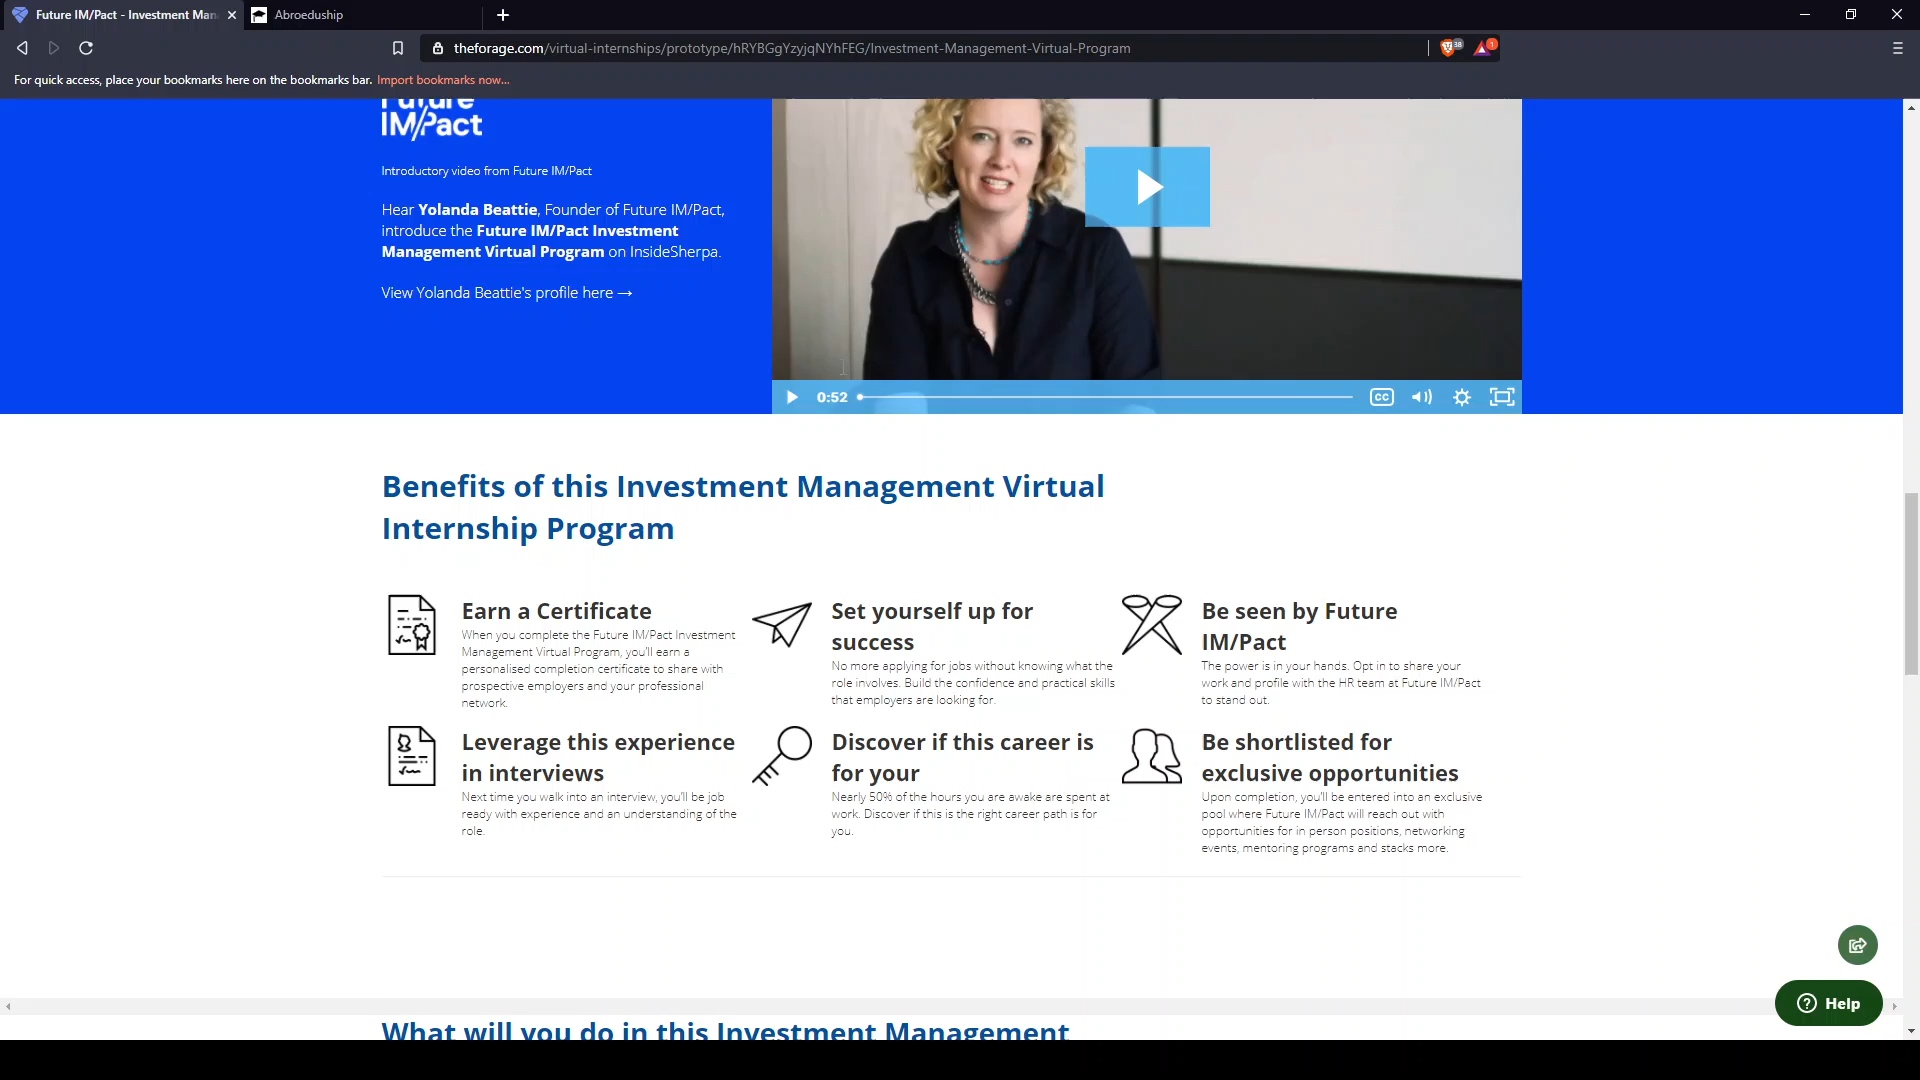 Future IM/Pact - Investment Man
Abroeduship
theforage.com/virtual-internships/prototype/hRYBGgYzyjqNYhFEG/Investment-Management-Virtual-Program
38
1
For quick access, place your bookmarks here on the bookmarks bar. Import bookmarks now...
Future
IM/Pact
Introductory video from Future IM/Pact
Hear Yolanda Beattie, Founder of Future IM/Pact,
introduce the Future IM/Pact Investment
Management Virtual Program on InsideSherpa.
View Yolanda Beattie's profile here →
0:52
CC
Benefits of this Investment Management Virtual
Internship Program
Earn a Certificate
When you complete the Future IM/Pact Investment
Management Virtual Program, you'll earn a
personalised completion certificate to share with
prospective employers and your professional
network.
Set yourself up for
success
No more applying for jobs without knowing what the
role involves. Build the confidence and practical skills
that employers are looking for.
Be seen by Future
IM/Pact
The power is in your hands. Opt in to share your
work and profile with the HR team at Future IM/Pact
to stand out.
Leverage this experience
in interviews
Next time you walk into an interview, you'll be job
ready with experience and an understanding of the
role.
Discover if this career is
for your
Nearly 50% of the hours you are awake are spent at
work. Discover if this is the right career path is for
you.
Be shortlisted for
exclusive opportunities
Upon completion, you'll be entered into an exclusive
pool where Future IM/Pact will reach out with
opportunities for in person positions, networking
events, mentoring programs and stacks more.
Help
What will you do in this Investment Management